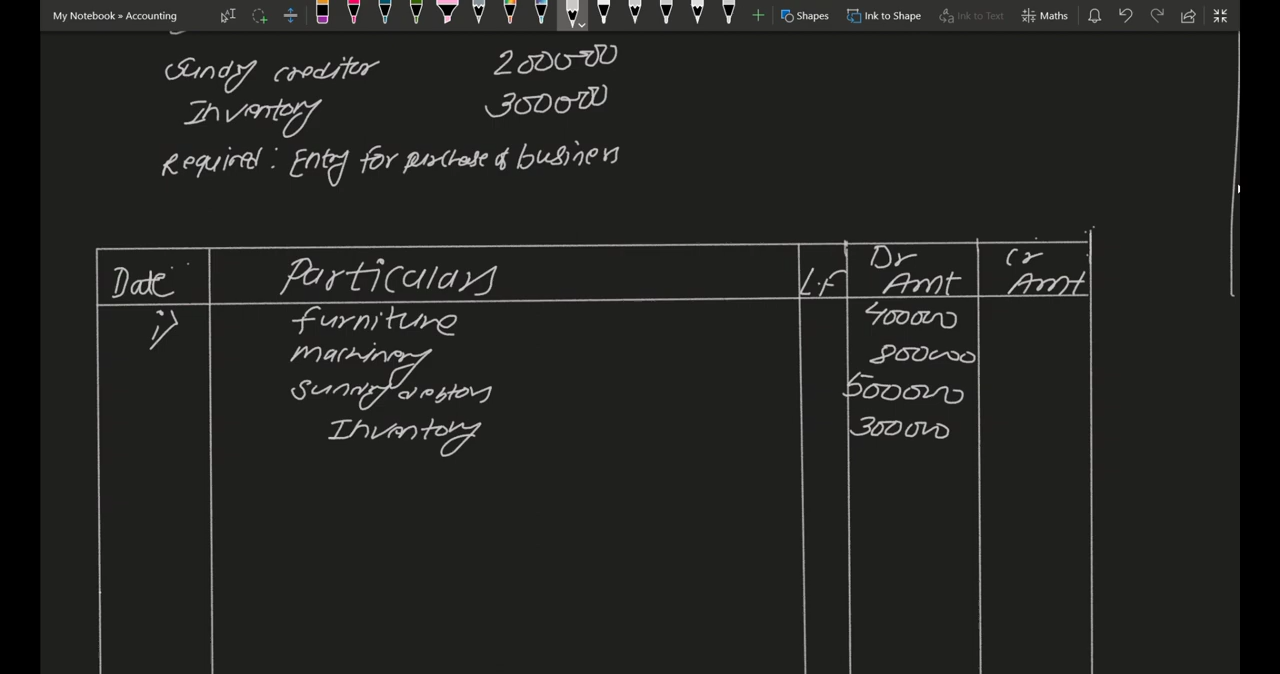 My Notebook » Accounting Shapes Ink to Shape Ink to Text Maths
Sundry creditor 200000
Inventory 300000
Required: Entry for purchase of business
Date Particulars L.F Dr Amt Cr Amt
i) furniture 400000
machinery 800000
Sundry debtors 500000
Inventory 300000